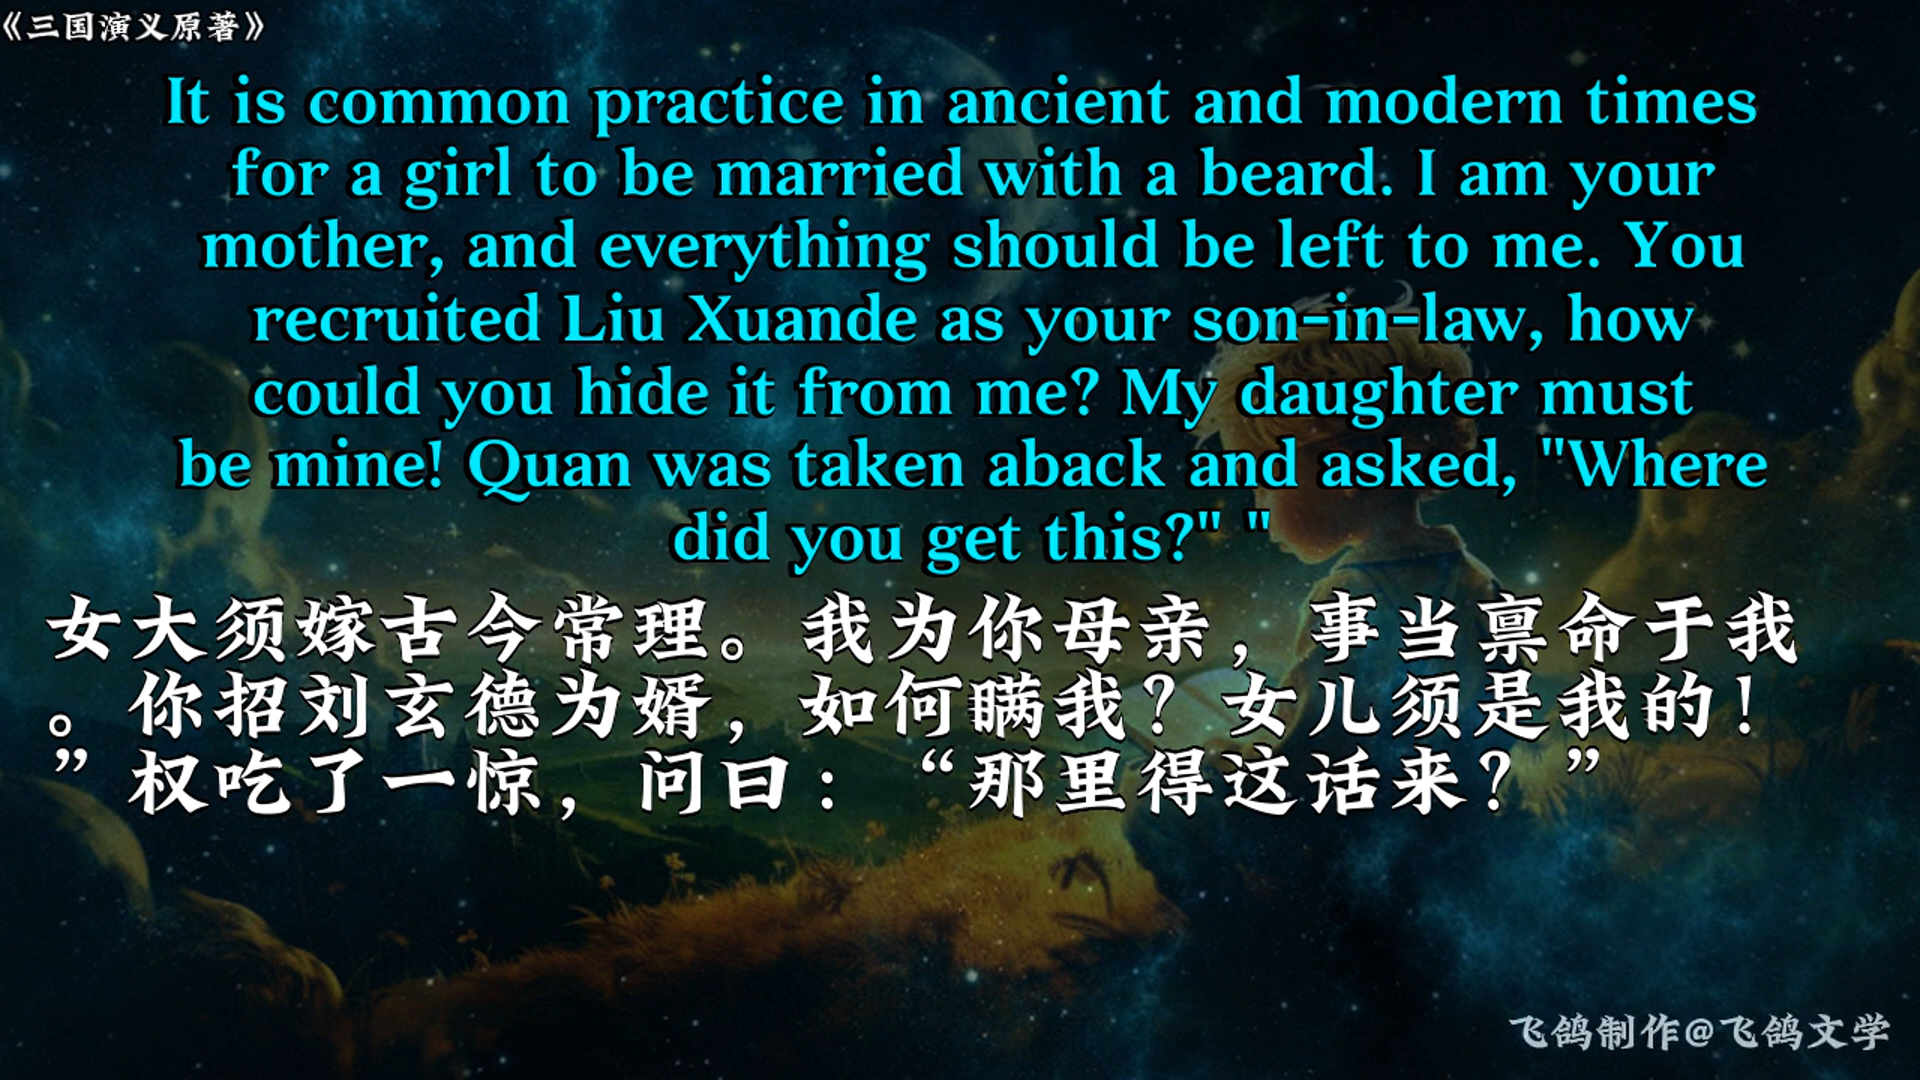 《三国演义原著》
It is common practice in ancient and modern times
for a girl to be married with a beard. I am your
mother, and everything should be left to me. You
recruited Liu Xuande as your son-in-law, how
could you hide it from me? My daughter must
be mine! Quan was taken aback and asked, "Where
did you get this?" "
女大须嫁古今常理。我为你母亲，事当禀命于我
。你招刘玄德为婿，如何瞒我？女儿须是我的！
”权吃了一惊，问曰：“那里得这话来？”
飞鸽制作@飞鸽文学